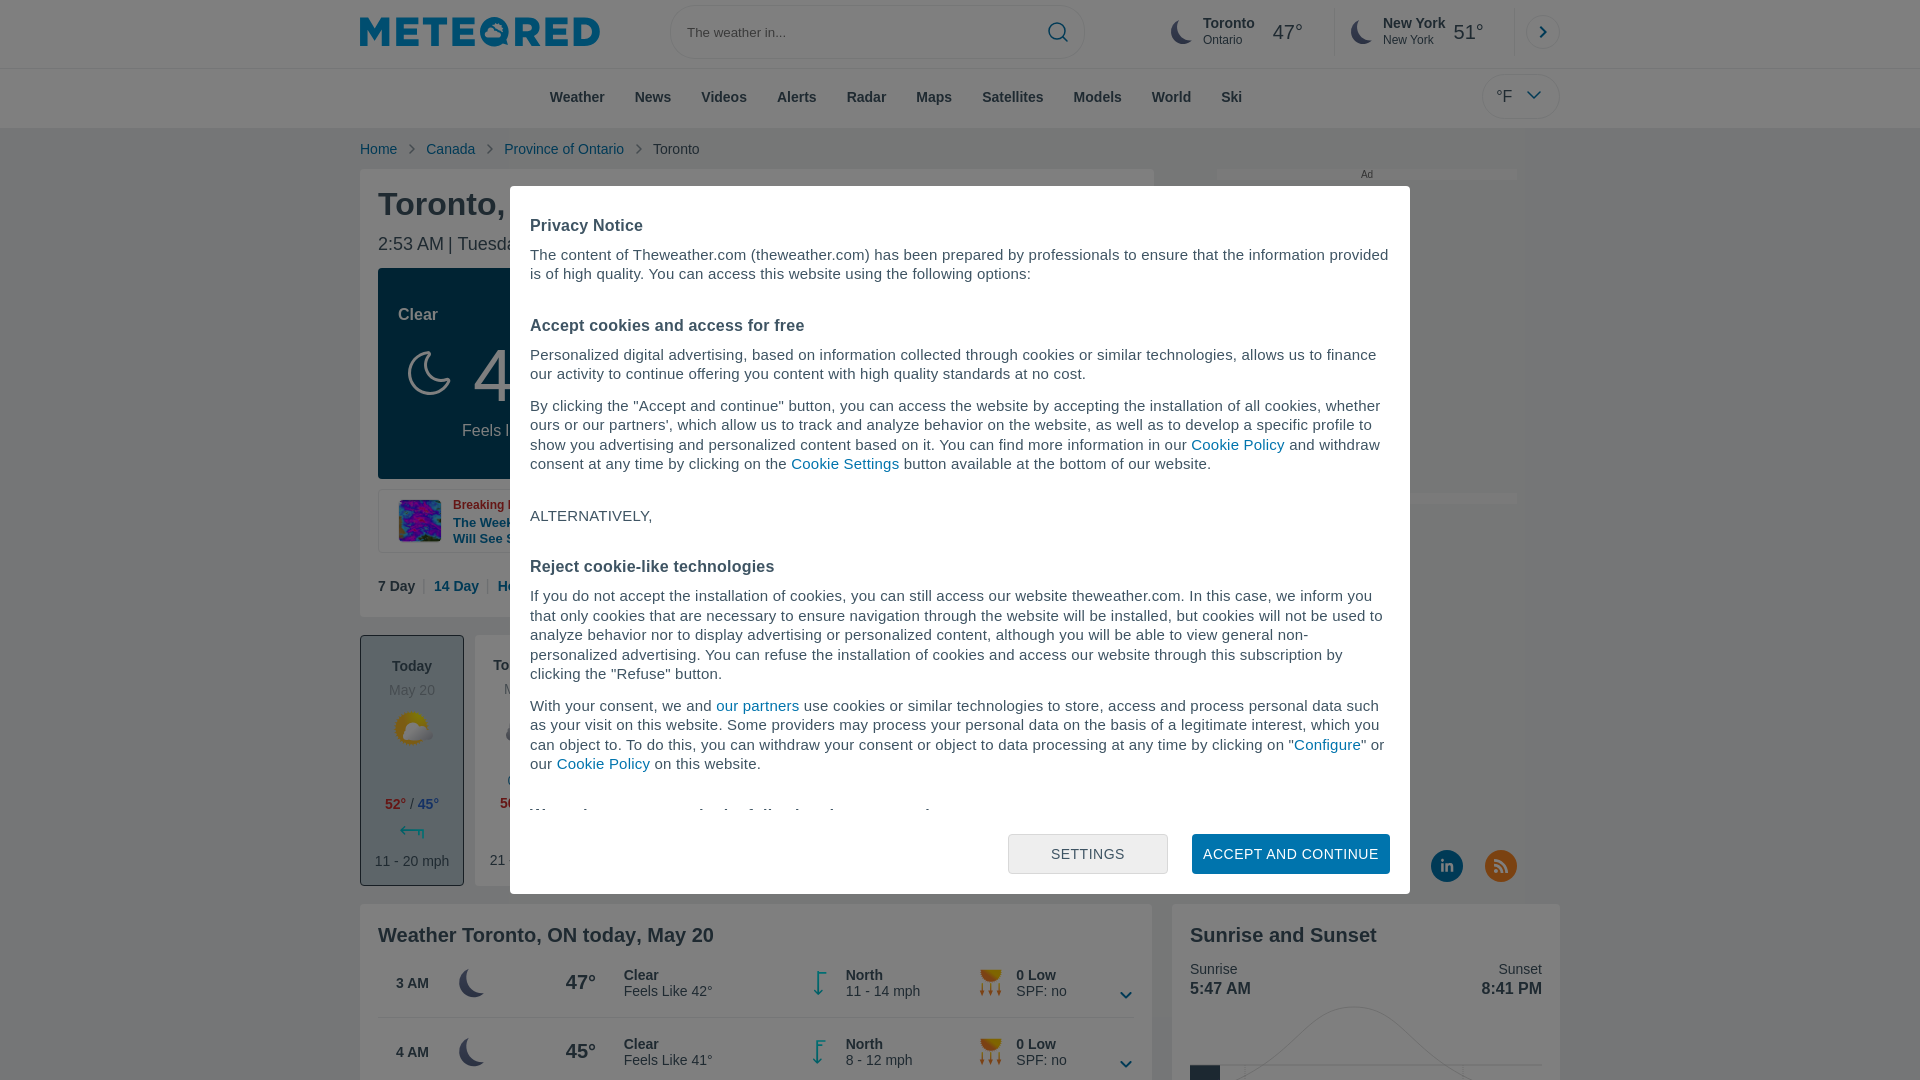 METEORED
The weather in...
Toronto
Ontario
47°
New York
New York
51°
Weather
News
Videos
Alerts
Radar
Maps
Satellites
Models
World
Ski
°F
Home
Canada
Province of Ontario
Toronto
Ad
Toronto,
2:53 AM | Tuesda
Clear
4
Feels l
Breaking
The Week
Will See S
7 Day
14 Day
Privacy Notice
The content of Theweather.com (theweather.com) has been prepared by professionals to ensure that the information provided
is of high quality. You can access this website using the following options:
Accept cookies and access for free
Personalized digital advertising, based on information collected through cookies or similar technologies, allows us to finance
our activity to continue offering you content with high quality standards at no cost.
By clicking the "Accept and continue" button, you can access the website by accepting the installation of all cookies, whether
ours or our partners', which allow us to track and analyze behavior on the website, as well as to develop a specific profile to
show you advertising and personalized content based on it. You can find more information in our Cookie Policy and withdraw
consent at any time by clicking on the Cookie Settings button available at the bottom of our website.
ALTERNATIVELY,
Reject cookie-like technologies
If you do not accept the installation of cookies, you can still access our website theweather.com. In this case, we inform you
that only cookies that are necessary to ensure navigation through the website will be installed, but cookies will not be used to
analyze behavior nor to display advertising or personalized content, although you will be able to view general non-
personalized advertising. You can refuse the installation of cookies and access our website through this subscription by
clicking the "Refuse" button.
With your consent, we and our partners use cookies or similar technologies to store, access and process personal data such
as your visit on this website. Some providers may process your personal data on the basis of a legitimate interest, which you
can object to. To do this, you can withdraw your consent or object to data processing at any time by clicking on "Configure" or
our Cookie Policy on this website.
SETTINGS
ACCEPT AND CONTINUE
Today
May 20
52° / 45°
11 - 20 mph
To
21
in
Weather Toronto, ON today, May 20
3 AM
47°
Clear
Feels Like 42°
North
11 - 14 mph
0 Low
SPF: no
4 AM
45°
Clear
Feels Like 41°
North
8 - 12 mph
0 Low
SPF: no
Sunrise and Sunset
Sunrise
5:47 AM
Sunset
8:41 PM